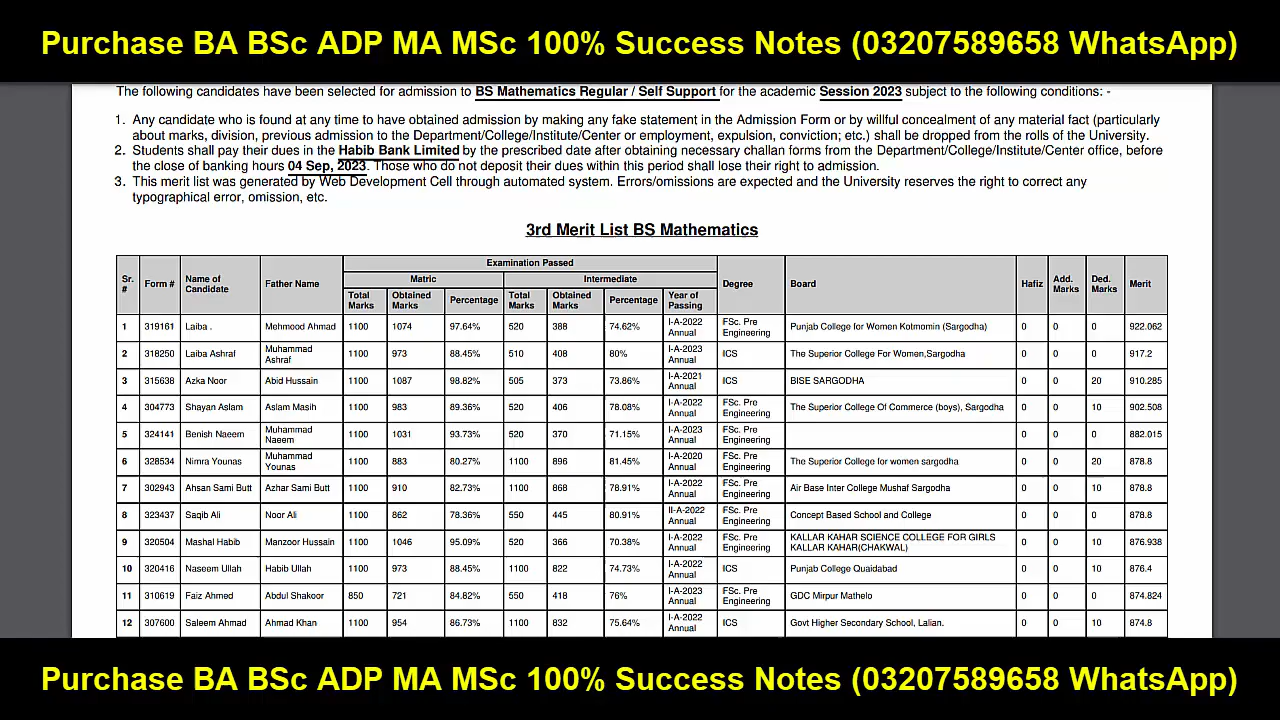 Purchase BA BSc ADP MA MSc 100% Success Notes (03207589658 WhatsApp)
The following candidates have been selected for admission to BS Mathematics Regular / Self Support for the academic Session 2023 subject to the following conditions: -
1. Any candidate who is found at any time to have obtained admission by making any fake statement in the Admission Form or by willful concealment of any material fact (particularly
about marks, division, previous admission to the Department/College/Institute/Center or employment, expulsion, conviction; etc.) shall be dropped from the rolls of the University.
2. Students shall pay their dues in the Habib Bank Limited by the prescribed date after obtaining necessary challan forms from the Department/College/Institute/Center office, before
the close of banking hours 04 Sep, 2023. Those who do not deposit their dues within this period shall lose their right to admission.
3. This merit list was generated by Web Development Cell through automated system. Errors/omissions are expected and the University reserves the right to correct any
typographical error, omission, etc.
3rd Merit List BS Mathematics
Sr. # Form # Name of Candidate Father Name Examination Passed Degree Board Hafiz Add. Marks Ded. Marks Merit
Matric Intermediate
Total Marks Obtained Marks Percentage Total Marks Obtained Marks Percentage Year of Passing
1 319161 Laiba . Mehmood Ahmad 1100 1074 97.64% 520 388 74.62% I-A-2022 Annual FSc. Pre Engineering Punjab College for Women Kotmomin (Sargodha) 0 0 0 922.062
2 318250 Laiba Ashraf Muhammad Ashraf 1100 973 88.45% 510 408 80% I-A-2023 Annual ICS The Superior College For Women,Sargodha 0 0 0 917.2
3 315638 Azka Noor Abid Hussain 1100 1087 98.82% 505 373 73.86% I-A-2021 Annual ICS BISE SARGODHA 0 0 20 910.285
4 304773 Shayan Aslam Aslam Masih 1100 983 89.36% 520 406 78.08% I-A-2022 Annual FSc. Pre Engineering The Superior College Of Commerce (boys), Sargodha 0 0 10 902.508
5 324141 Benish Naeem Muhammad Naeem 1100 1031 93.73% 520 370 71.15% I-A-2023 Annual FSc. Pre Engineering 0 0 0 882.015
6 328534 Nimra Younas Muhammad Younas 1100 883 80.27% 1100 896 81.45% I-A-2020 Annual FSc. Pre Engineering The Superior College for women sargodha 0 0 20 878.8
7 302943 Ahsan Sami Butt Azhar Sami Butt 1100 910 82.73% 1100 868 78.91% I-A-2022 Annual FSc. Pre Engineering Air Base Inter College Mushaf Sargodha 0 0 10 878.8
8 323437 Saqib Ali Noor Ali 1100 862 78.36% 550 445 80.91% II-A-2022 Annual FSc. Pre Engineering Concept Based School and College 0 0 0 878.8
9 320504 Mashal Habib Manzoor Hussain 1100 1046 95.09% 520 366 70.38% I-A-2022 Annual FSc. Pre Engineering KALLAR KAHAR SCIENCE COLLEGE FOR GIRLS KALLAR KAHAR(CHAKWAL) 0 0 10 876.938
10 320416 Naseem Ullah Habib Ullah 1100 973 88.45% 1100 822 74.73% I-A-2022 Annual ICS Punjab College Quaidabad 0 0 10 876.4
11 310619 Faiz Ahmed Abdul Shakoor 850 721 84.82% 550 418 76% I-A-2023 Annual FSc. Pre Engineering GDC Mirpur Mathelo 0 0 0 874.824
12 307600 Saleem Ahmad Ahmad Khan 1100 954 86.73% 1100 832 75.64% I-A-2022 Annual ICS Govt Higher Secondary School, Lalian. 0 0 10 874.8
Purchase BA BSc ADP MA MSc 100% Success Notes (03207589658 WhatsApp)